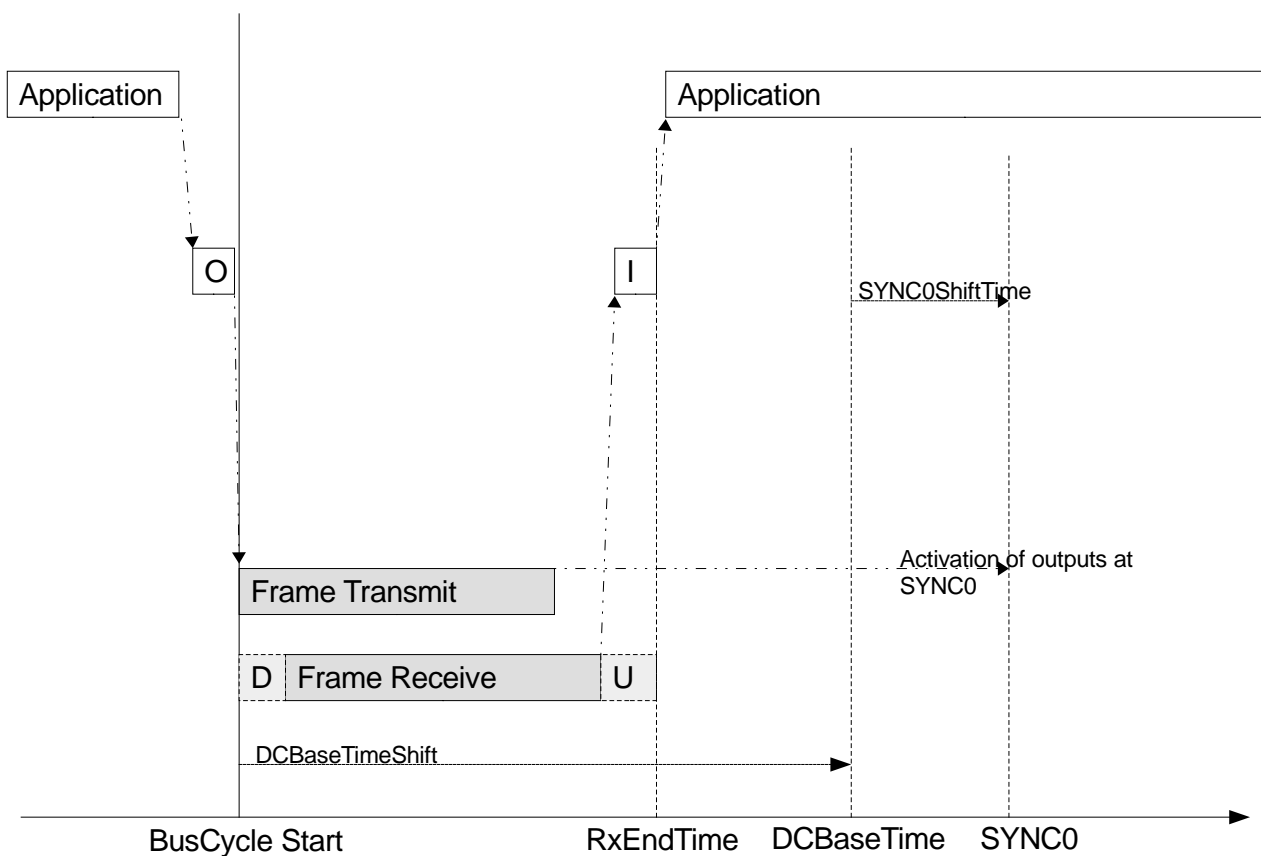 Application
Application
O
I
SYNC0ShiftTime
Activation of outputs at
SYNC0
Frame Transmit
D
Frame Receive
U
DCBaseTimeShift
BusCycle Start
RxEndTime
DCBaseTime
SYNC0